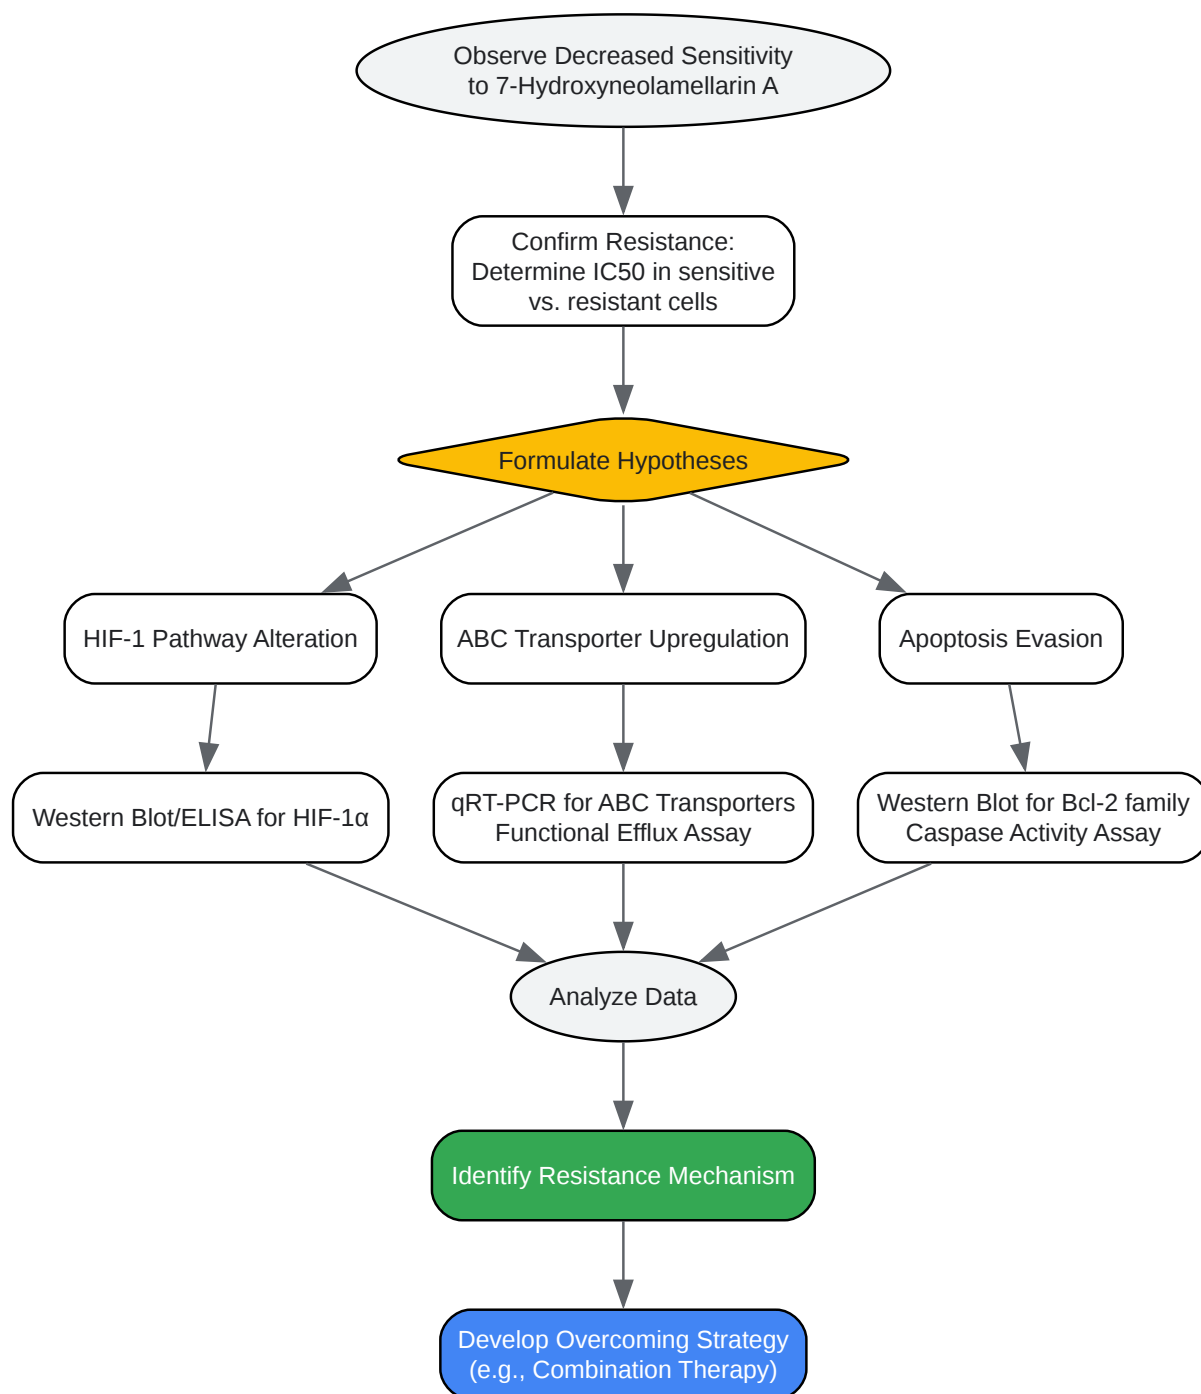 Observe Decreased Sensitivity
to 7-Hydroxyneolamellarin A
Confirm Resistance:
Determine IC50 in sensitive
vs. resistant cells
Formulate Hypotheses
HIF-1 Pathway Alteration
ABC Transporter Upregulation
Apoptosis Evasion
Western Blot/ELISA for HIF-1α
qRT-PCR for ABC Transporters
Functional Efflux Assay
Western Blot for Bcl-2 family
Caspase Activity Assay
Analyze Data
Identify Resistance Mechanism
Develop Overcoming Strategy
(e.g., Combination Therapy)